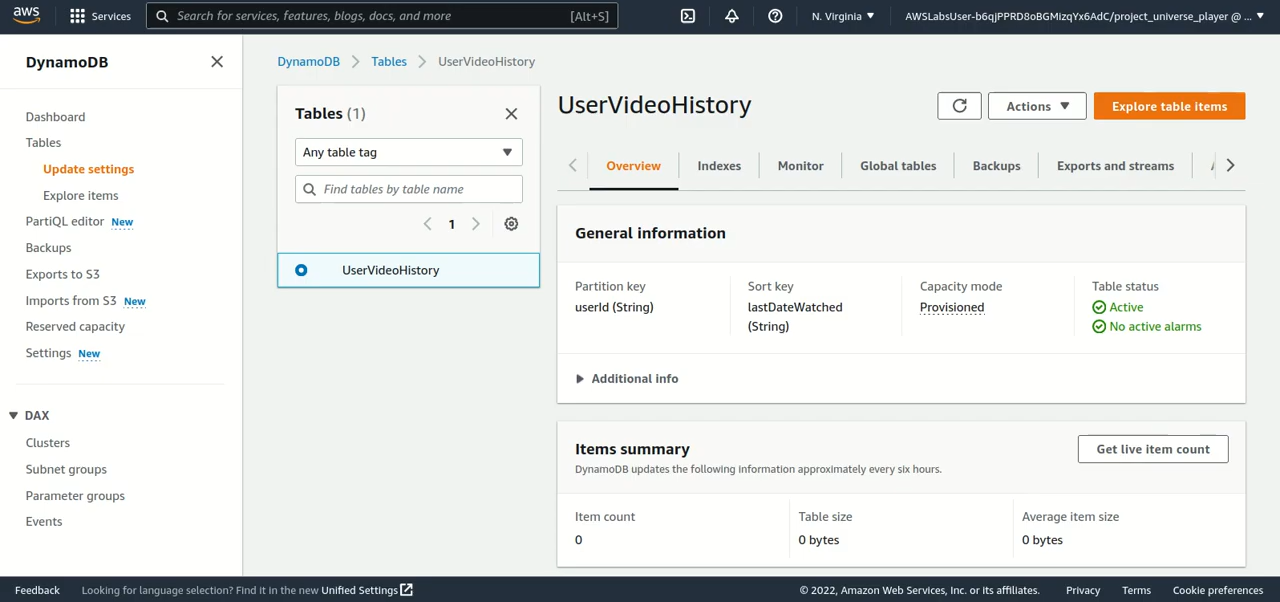 aws
Services
Search for services, features, blogs, docs, and more
[Alt+S]
N. Virginia
AWSLabsUser-b6qjPPRD8oBGMizqYx6AdC/project_universe_player @ ...
DynamoDB
Dashboard
Tables
Update settings
Explore items
PartiQL editor New
Backups
Exports to S3
Imports from S3 New
Reserved capacity
Settings New
DAX
Clusters
Subnet groups
Parameter groups
Events
DynamoDB
Tables
UserVideoHistory
Tables (1)
Any table tag
Find tables by table name
1
UserVideoHistory
UserVideoHistory
Actions
Explore table items
Overview
Indexes
Monitor
Global tables
Backups
Exports and streams
General information
Partition key
userId (String)
Sort key
lastDateWatched
(String)
Capacity mode
Provisioned
Table status
Active
No active alarms
Additional info
Items summary
DynamoDB updates the following information approximately every six hours.
Get live item count
Item count
0
Table size
0 bytes
Average item size
0 bytes
Feedback
Looking for language selection? Find it in the new Unified Settings
© 2022, Amazon Web Services, Inc. or its affiliates.
Privacy
Terms
Cookie preferences